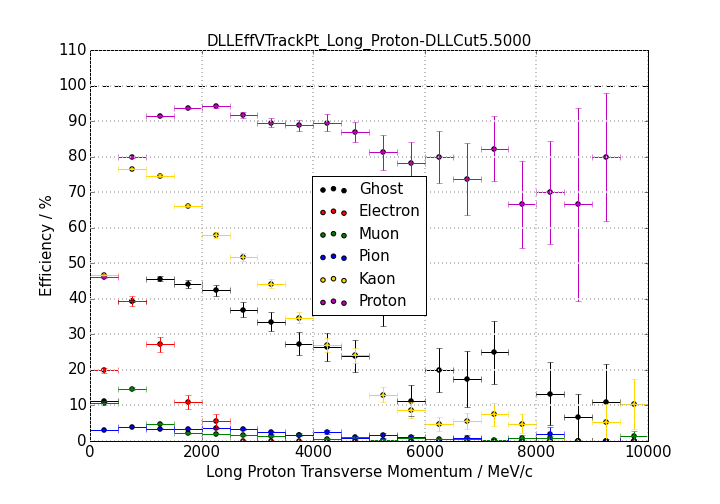 DLLEffVTrackPt_Long_Proton-DLLCut5.5000
110
100
90
80
70
60
50
40
30
20
10
0
Efficiency / %
Ghost
Electron
Muon
Pion
Kaon
Proton
0 2000 4000 6000 8000 10000
Long Proton Transverse Momentum / MeV/c